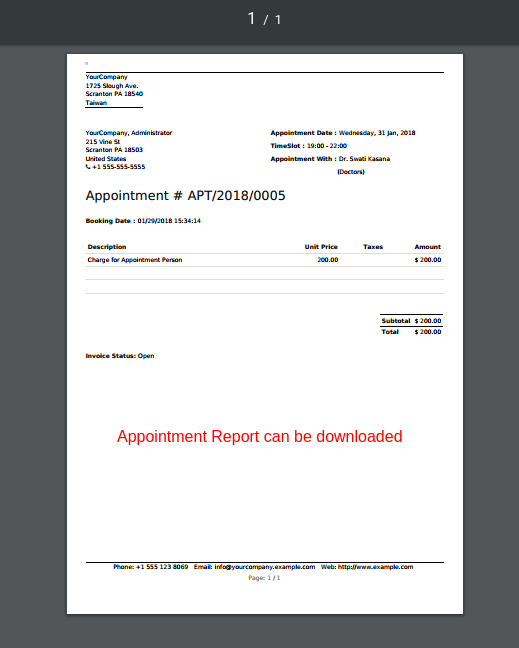 1 / 1
YourCompany
1725 Slough Ave.
Scranton PA 18540
Taiwan
YourCompany, Administrator
215 Vine St
Scranton PA 18503
United States
+1 555-555-5555
Appointment Date : Wednesday, 31 Jan, 2018
TimeSlot : 19:00 - 22:00
Appointment With : Dr. Swati Kasana
(Doctors)
Appointment # APT/2018/0005
Booking Date : 01/29/2018 15:34:14
Description Unit Price Taxes Amount
Charge for Appointment Person 200.00 $ 200.00
Subtotal $ 200.00
Total $ 200.00
Invoice Status: Open
Appointment Report can be downloaded
Phone: +1 555 123 8069 Email: info@yourcompany.example.com Web: http://www.example.com
Page: 1 / 1